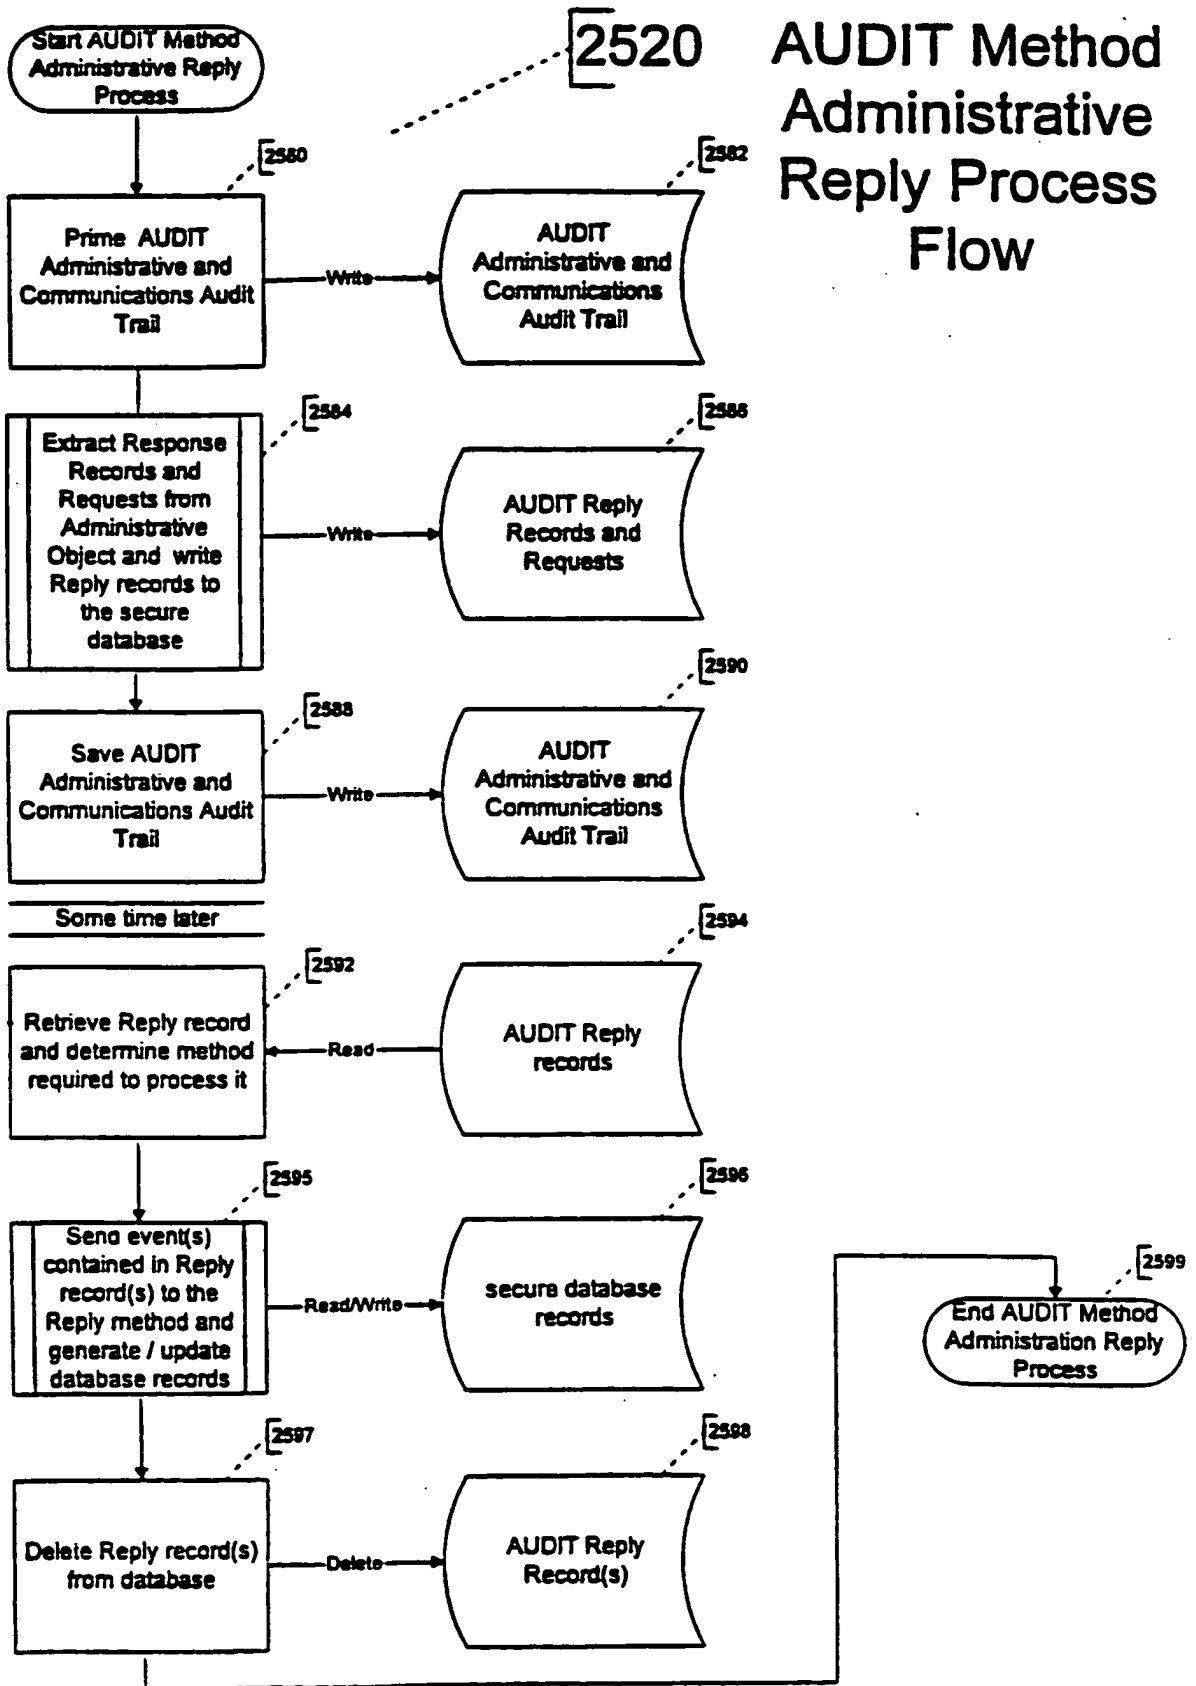 2520
AUDIT Method
Administrative
Reply Process
Flow
Start AUDIT Method
Administrative Reply
Process
2580
Prime AUDIT
Administrative and
Communications Audit
Trail
Write
2582
AUDIT
Administrative and
Communications
Audit Trail
2584
Extract Response
Records and
Requests from
Administrative
Object and write
Reply records to
the secure
database
Write
2586
AUDIT Reply
Records and
Requests
2588
Save AUDIT
Administrative and
Communications Audit
Trail
Write
2590
AUDIT
Administrative and
Communications
Audit Trail
Some time later
2592
Retrieve Reply record
and determine method
required to process it
Read
2594
AUDIT Reply
records
2595
Send event(s)
contained in Reply
record(s) to the
Reply method and
generate / update
database records
Read/Write
2596
secure database
records
2597
Delete Reply record(s)
from database
Delete
2598
AUDIT Reply
Record(s)
2599
End AUDIT Method
Administration Reply
Process